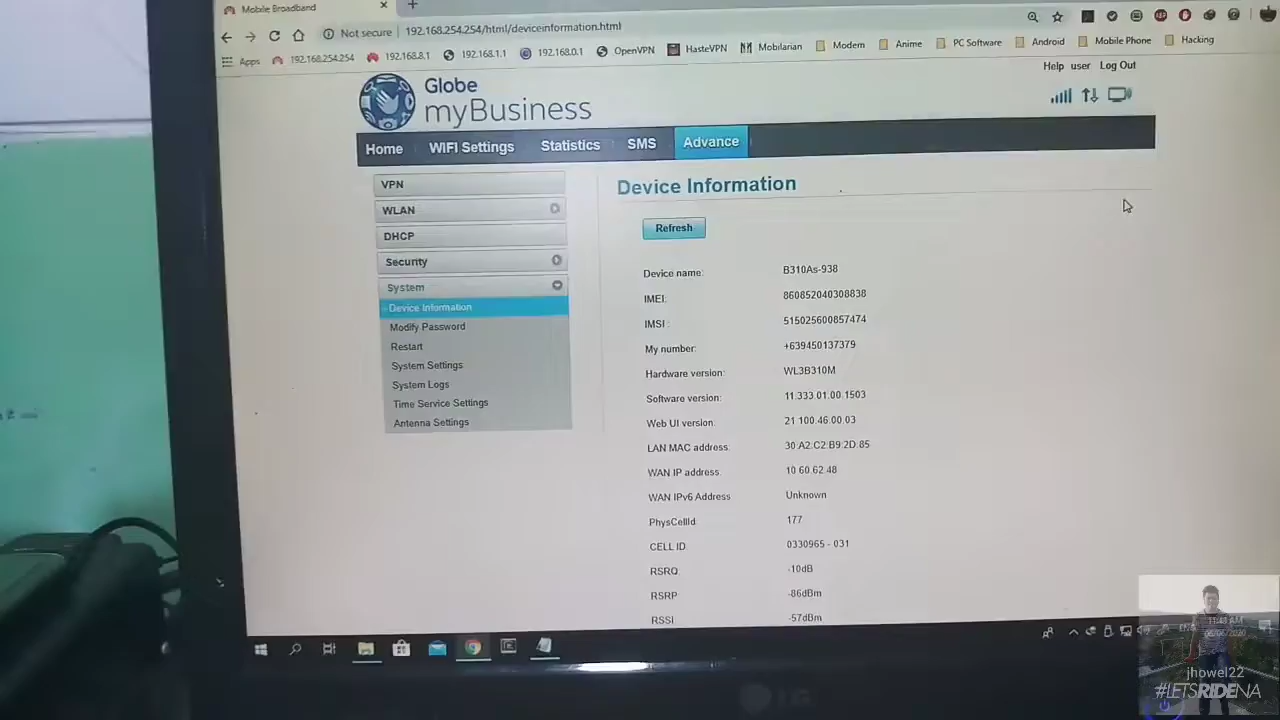 Mobile Broadband
Not secure 192.168.254.254/html/deviceinformation.html
Apps 192.168.254.254 192.168.8.1 192.168.1.1 192.168.0.1 OpenVPN HasteVPN Mobilarian Modem Anime PC Software Android Mobile Phone Hacking
Help user Log Out
Globe
myBusiness
Home WIFI Settings Statistics SMS Advance
VPN
WLAN
DHCP
Security
System
Device Information
Modify Password
Restart
System Settings
System Logs
Time Service Settings
Antenna Settings
Device Information
Refresh
Device name: B310As-938
IMEI: 860852040308838
IMSI : 515025600857474
My number: +639450137379
Hardware version: WL3B310M
Software version: 11.333.01.00.1503
Web UI version: 21.100.46.00.03
LAN MAC address: 30:A2:C2:B9:2D:85
WAN IP address: 10.60.62.48
WAN IPv6 Address Unknown
PhysCellId: 177
CELL ID 0330965 - 031
RSRQ -10dB
RSRP -86dBm
RSSI -57dBm
11:43 AM
jhowel22
#LETSRIDENA
LG